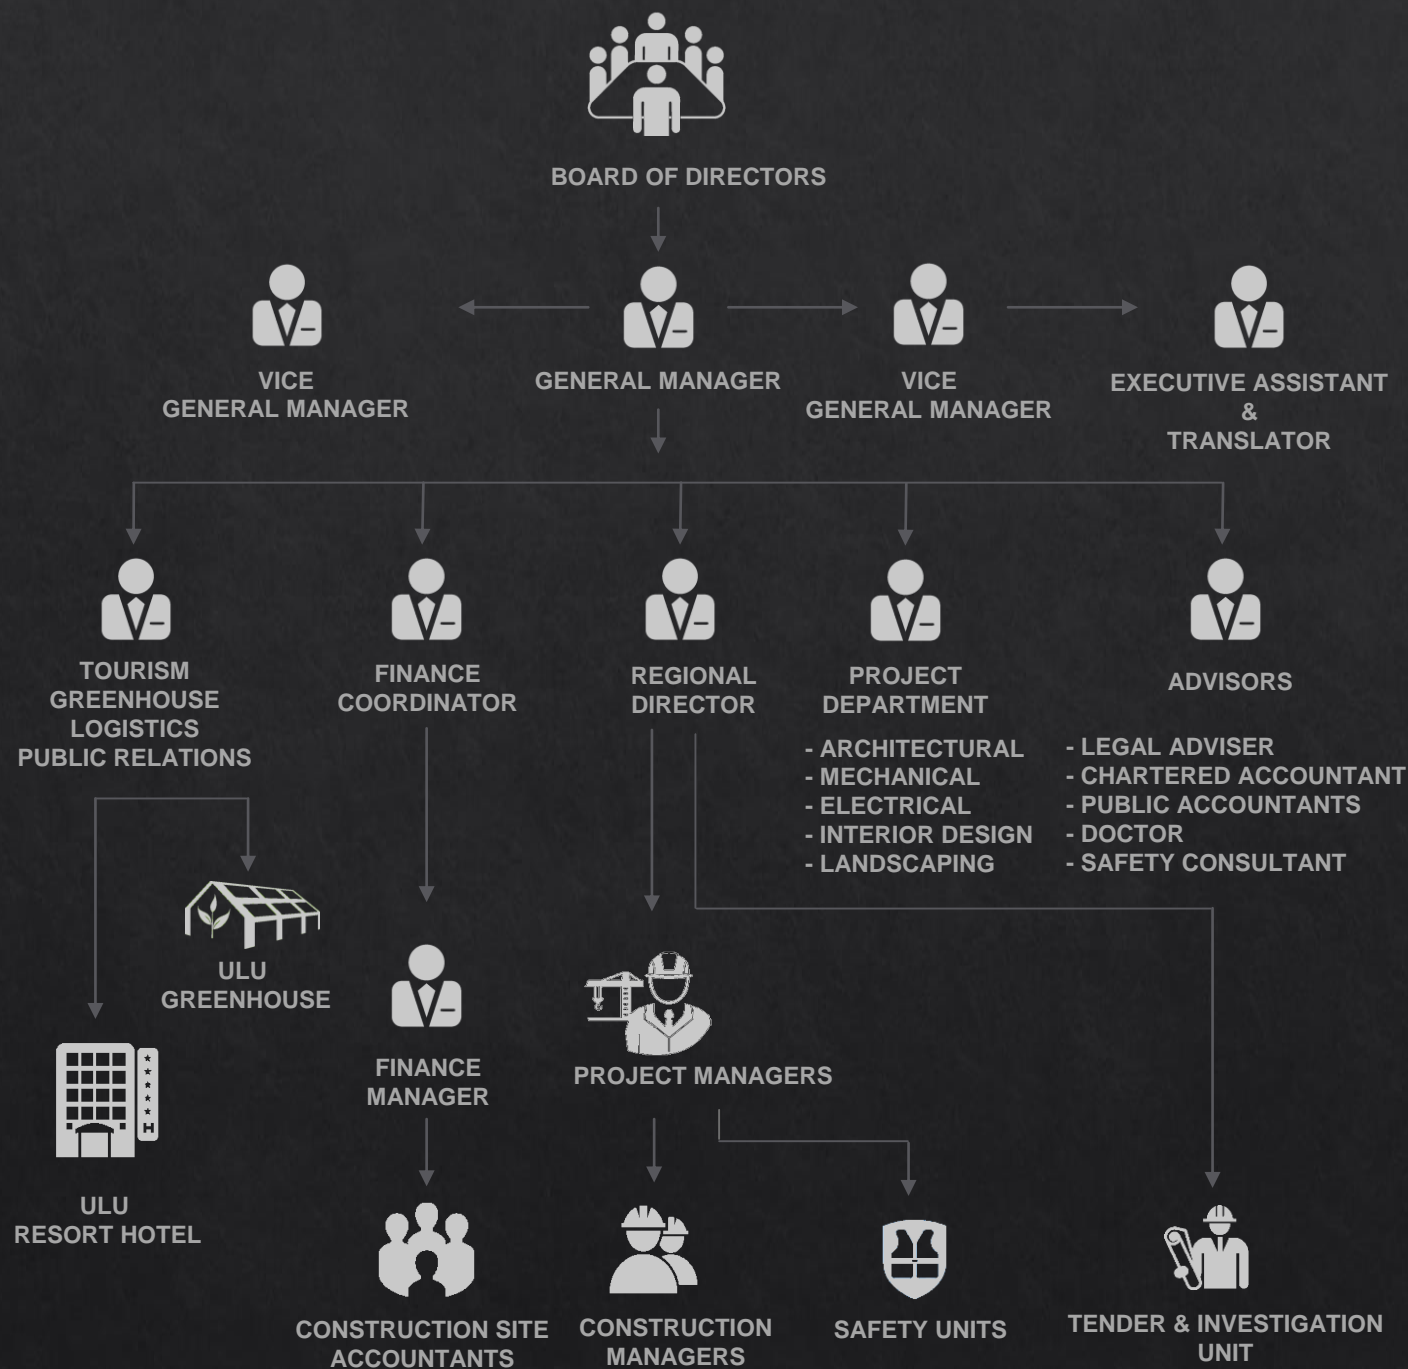 BOARD OF DIRECTORS
VICE
GENERAL MANAGER
GENERAL MANAGER
VICE
GENERAL MANAGER
EXECUTIVE ASSISTANT
&
TRANSLATOR
TOURISM
GREENHOUSE
LOGISTICS
PUBLIC RELATIONS
FINANCE
COORDINATOR
REGIONAL
DIRECTOR
PROJECT
DEPARTMENT
- ARCHITECTURAL
- MECHANICAL
- ELECTRICAL
- INTERIOR DESIGN
- LANDSCAPING
ADVISORS
- LEGAL ADVISER
- CHARTERED ACCOUNTANT
- PUBLIC ACCOUNTANTS
- DOCTOR
- SAFETY CONSULTANT
ULU
GREENHOUSE
H
ULU
RESORT HOTEL
FINANCE
MANAGER
PROJECT MANAGERS
CONSTRUCTION SITE
ACCOUNTANTS
CONSTRUCTION
MANAGERS
SAFETY UNITS
TENDER & INVESTIGATION
UNIT